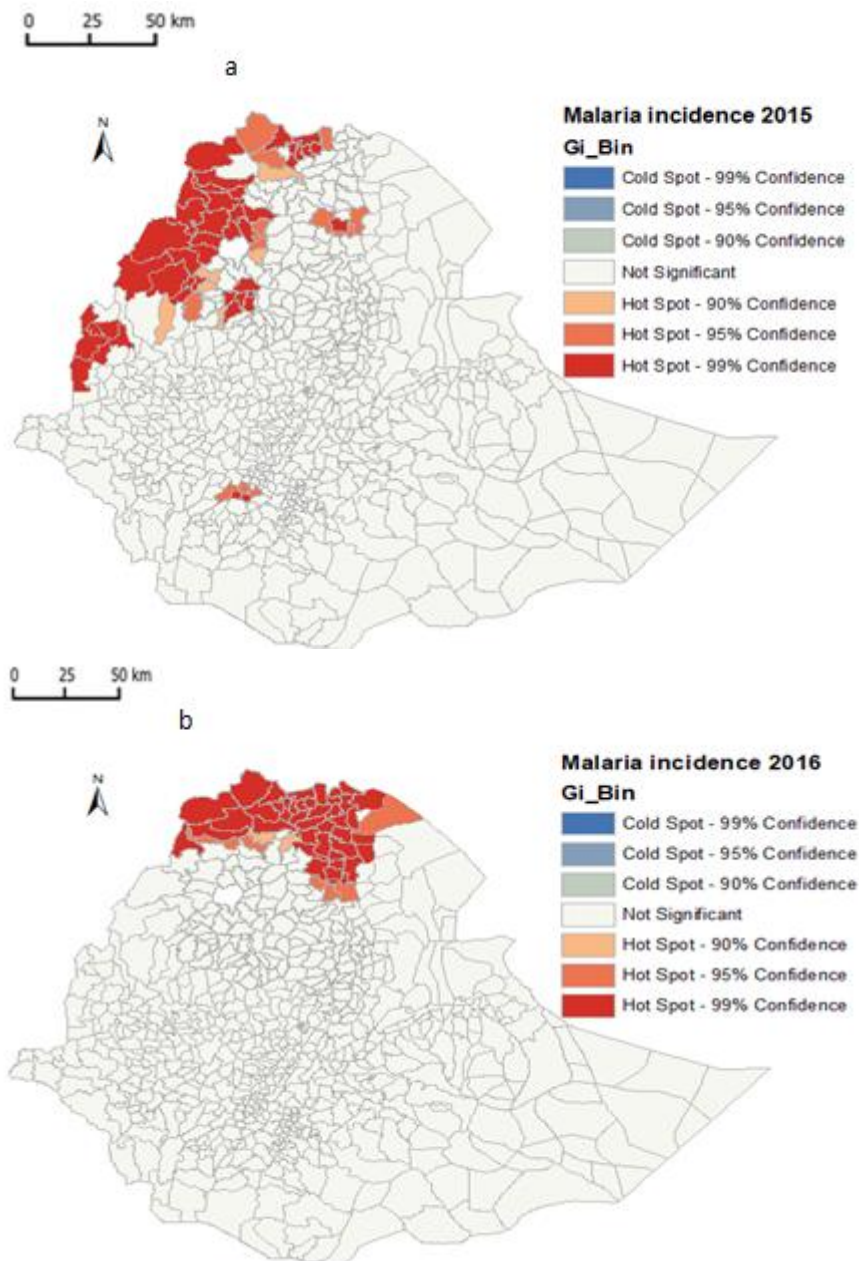 0 25 50 km
a
N
Malaria incidence 2015
Gi_Bin
Cold Spot - 99% Confidence
Cold Spot - 95% Confidence
Cold Spot - 90% Confidence
Not Significant
Hot Spot - 90% Confidence
Hot Spot - 95% Confidence
Hot Spot - 99% Confidence
0 25 50 km
b
N
Malaria incidence 2016
Gi_Bin
Cold Spot - 99% Confidence
Cold Spot - 95% Confidence
Cold Spot - 90% Confidence
Not Significant
Hot Spot - 90% Confidence
Hot Spot - 95% Confidence
Hot Spot - 99% Confidence